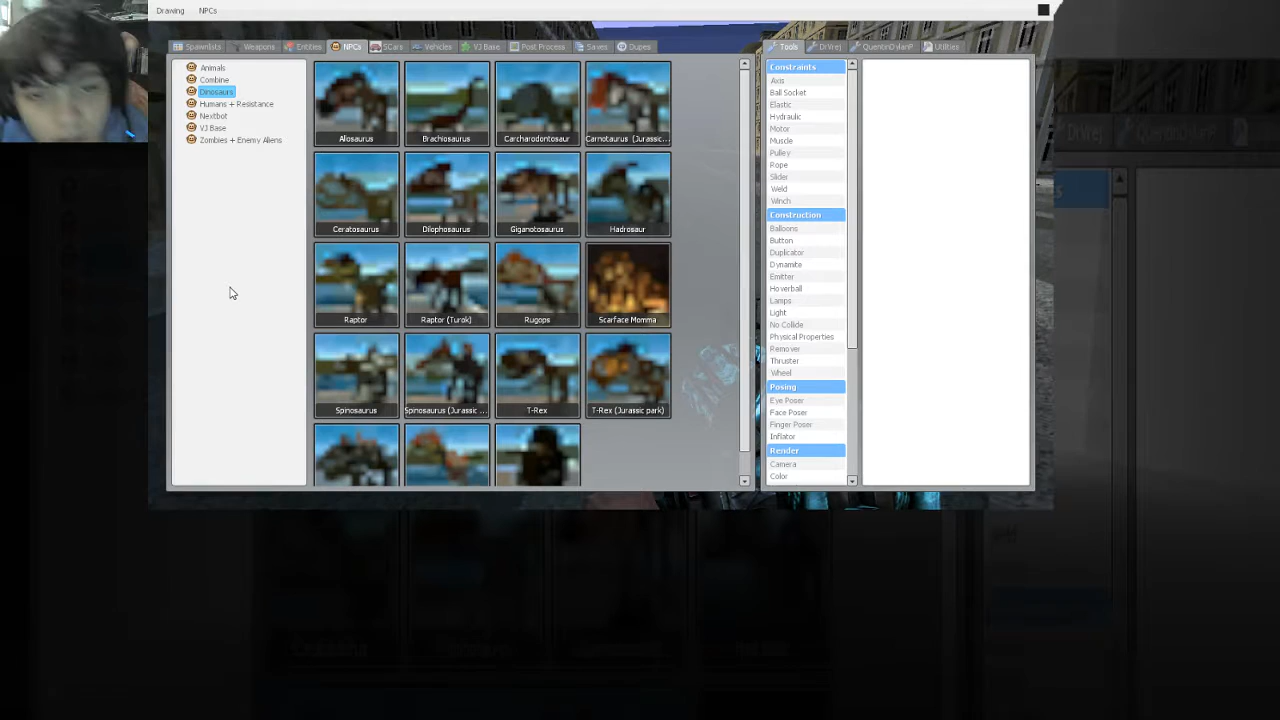 Drawing NPCs
Spawnlists Weapons Entities NPCs SCars Vehicles VJ Base Post Process Saves Dupes
Tools DrVrej Utilities
Animals
Combine
Dinosaurs
Humans + Resistance
Nextbot
VJ Base
Zombies + Enemy Aliens
Allosaurus Brachiosaurus Carcharodontosaur Carnotaurus (Jurassic...
Ceratosaurus Dilophosaurus Giganotosaurus Hadrosaur
Raptor Raptor (Turok) Rugops Scarface Momma
Spinosaurus Spinosaurus (Jurassic ... T-Rex T-Rex (Jurassic park)
Constraints
Axis
Ball Socket
Elastic
Hydraulic
Motor
Muscle
Pulley
Rope
Slider
Weld
Winch
Construction
Balloons
Button
Duplicator
Dynamite
Emitter
Hoverball
Lamps
Light
No Collide
Physical Properties
Remover
Thruster
Wheel
Posing
Eye Poser
Face Poser
Finger Poser
Inflator
Render
Camera
Color